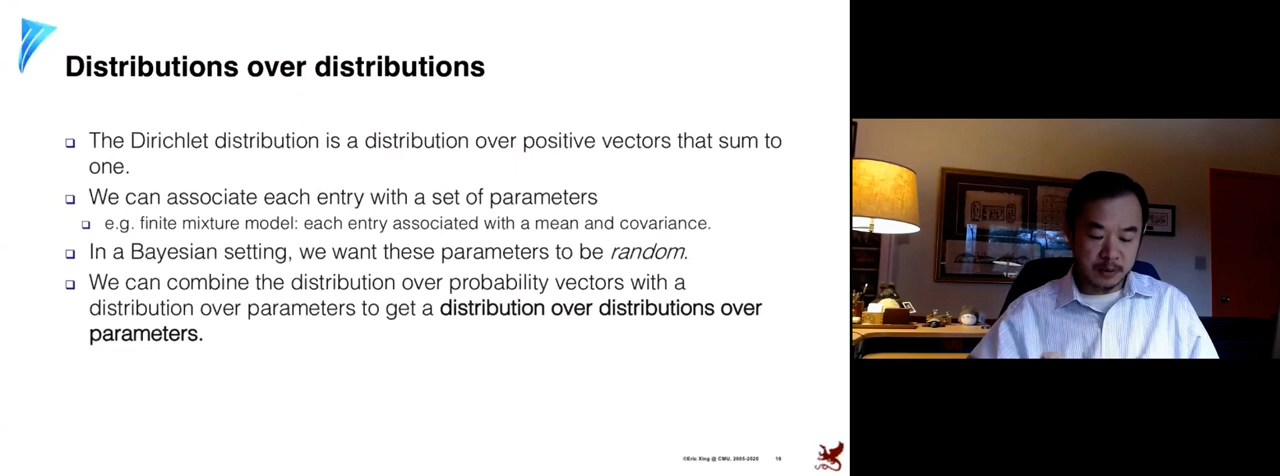 Distributions over distributions
❑ The Dirichlet distribution is a distribution over positive vectors that sum to
one.
❑ We can associate each entry with a set of parameters
❑ e.g. finite mixture model: each entry associated with a mean and covariance.
❑ In a Bayesian setting, we want these parameters to be random.
❑ We can combine the distribution over probability vectors with a
distribution over parameters to get a distribution over distributions over
parameters.
©Eric Xing @ CMU, 2005-2020 10